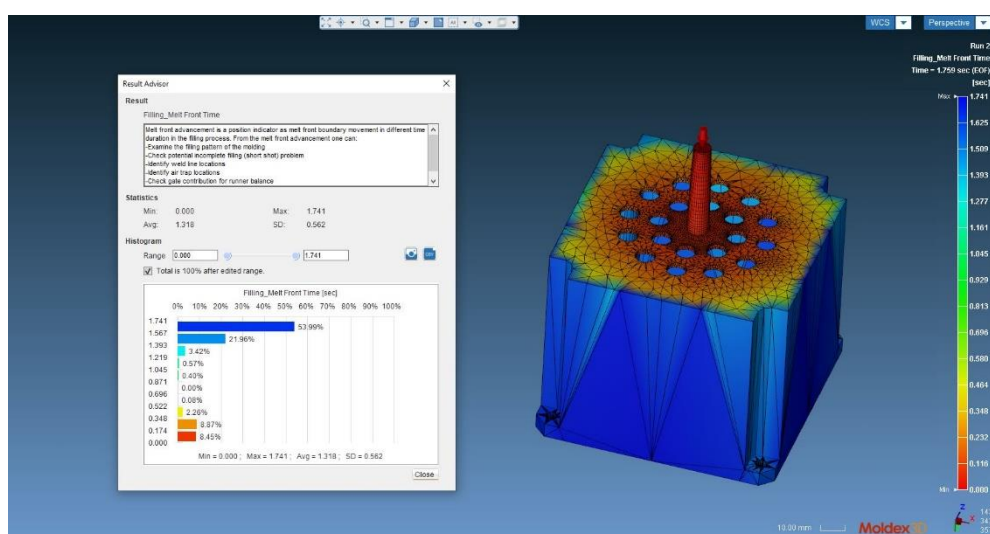 WCS
Perspective
Run 2
Filling_Melt Front Time
Time = 1.759 sec (EOF)
[sec]
Max 1.741
1.625
1.509
1.393
1.277
1.161
1.045
0.929
0.813
0.696
0.580
0.464
0.348
0.232
0.116
Min 0.000
Result Advisor
Result
Filling_Melt Front Time
Melt front advancement is a position indicator as melt front boundary movement in different time
duration in the filling process. From the melt front advancement one can:
-Examine the filling pattern of the molding
-Check potential incomplete filling (short shot) problem
-Identify weld line locations
-Identify air trap locations
-Check gate contribution for runner balance
Statistics
Min: 0.000 Max: 1.741
Avg: 1.318 SD: 0.562
Histogram
Range 0.000 1.741
Total is 100% after edited range.
Filling_Melt Front Time [sec]
0% 10% 20% 30% 40% 50% 60% 70% 80% 90% 100%
1.741
53.99%
1.567
21.96%
1.393
3.42%
1.219
0.57%
1.045
0.40%
0.871
0.00%
0.696
0.08%
0.522
2.26%
0.348
8.87%
0.174
8.45%
0.000
Min = 0.000 ; Max = 1.741 ; Avg = 1.318 ; SD = 0.562
Close
10.00 mm
Moldex3D
Z
X